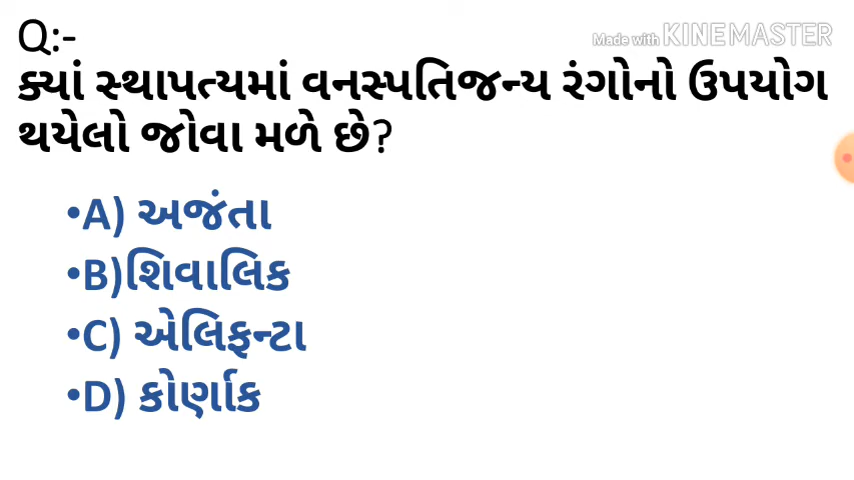 Q:-
Made with KINEMASTER
ક્યાં સ્થાપત્યમાં વનસ્પતિજન્ય રંગોનો ઉપયોગ
થયેલો જોવા મળે છે?
•A) અજંતા
•B)શિવાલિક
•C) એલિફન્ટા
•D) કોર્ણાક